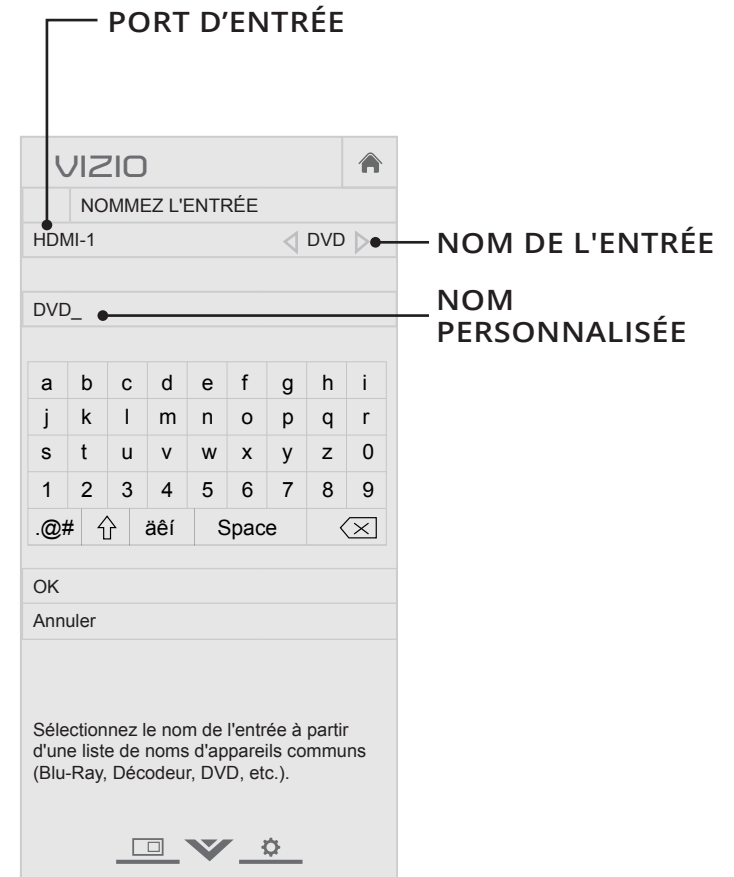 PORT D’ENTRÉE
VIZIO
NOMMEZ L'ENTRÉE
HDMI-1 DVD
NOM DE L'ENTRÉE
DVD_
NOM
PERSONNALISÉE
a b c d e f g h i
j k l m n o p q r
s t u v w x y z 0
1 2 3 4 5 6 7 8 9
.@# äêí Space
OK
Annuler
Sélectionnez le nom de l'entrée à partir
d'une liste de noms d'appareils communs
(Blu-Ray, Décodeur, DVD, etc.).